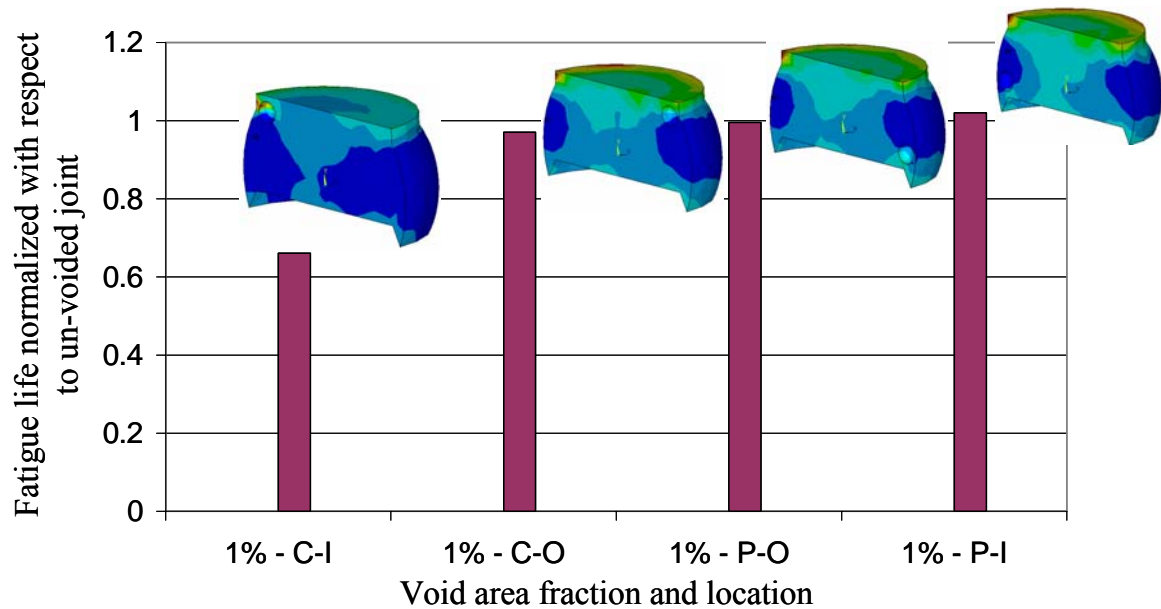 Fatigue life normalized with respect
to un-voided joint
1.2
1
0.8
0.6
0.4
0.2
0
1% - C-I
1% - C-O
1% - P-O
1% - P-I
Void area fraction and location